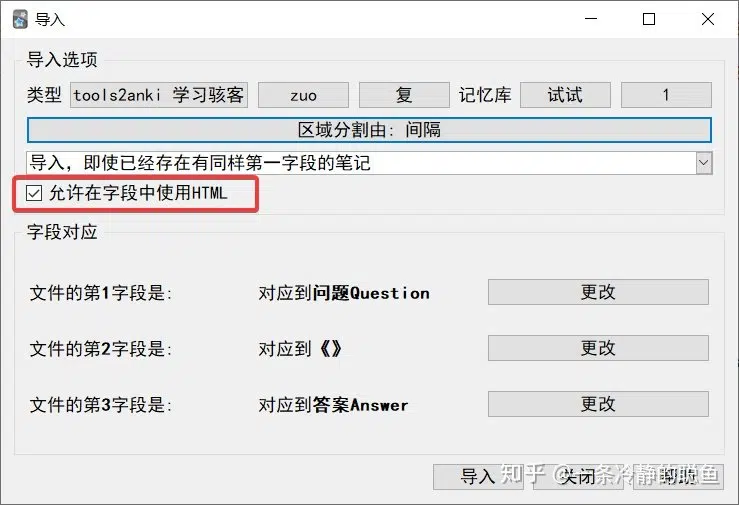 导入
导入选项
类型 tools2anki 学习骇客 zuo 复 记忆库 试试 1
区域分割由: 间隔
导入，即使已经存在有同样第一字段的笔记
允许在字段中使用HTML
字段对应
文件的第1字段是: 对应到问题Question 更改
文件的第2字段是: 对应到《》 更改
文件的第3字段是: 对应到答案Answer 更改
导入 关闭 帮助
知乎 @一条冷静的鱿鱼